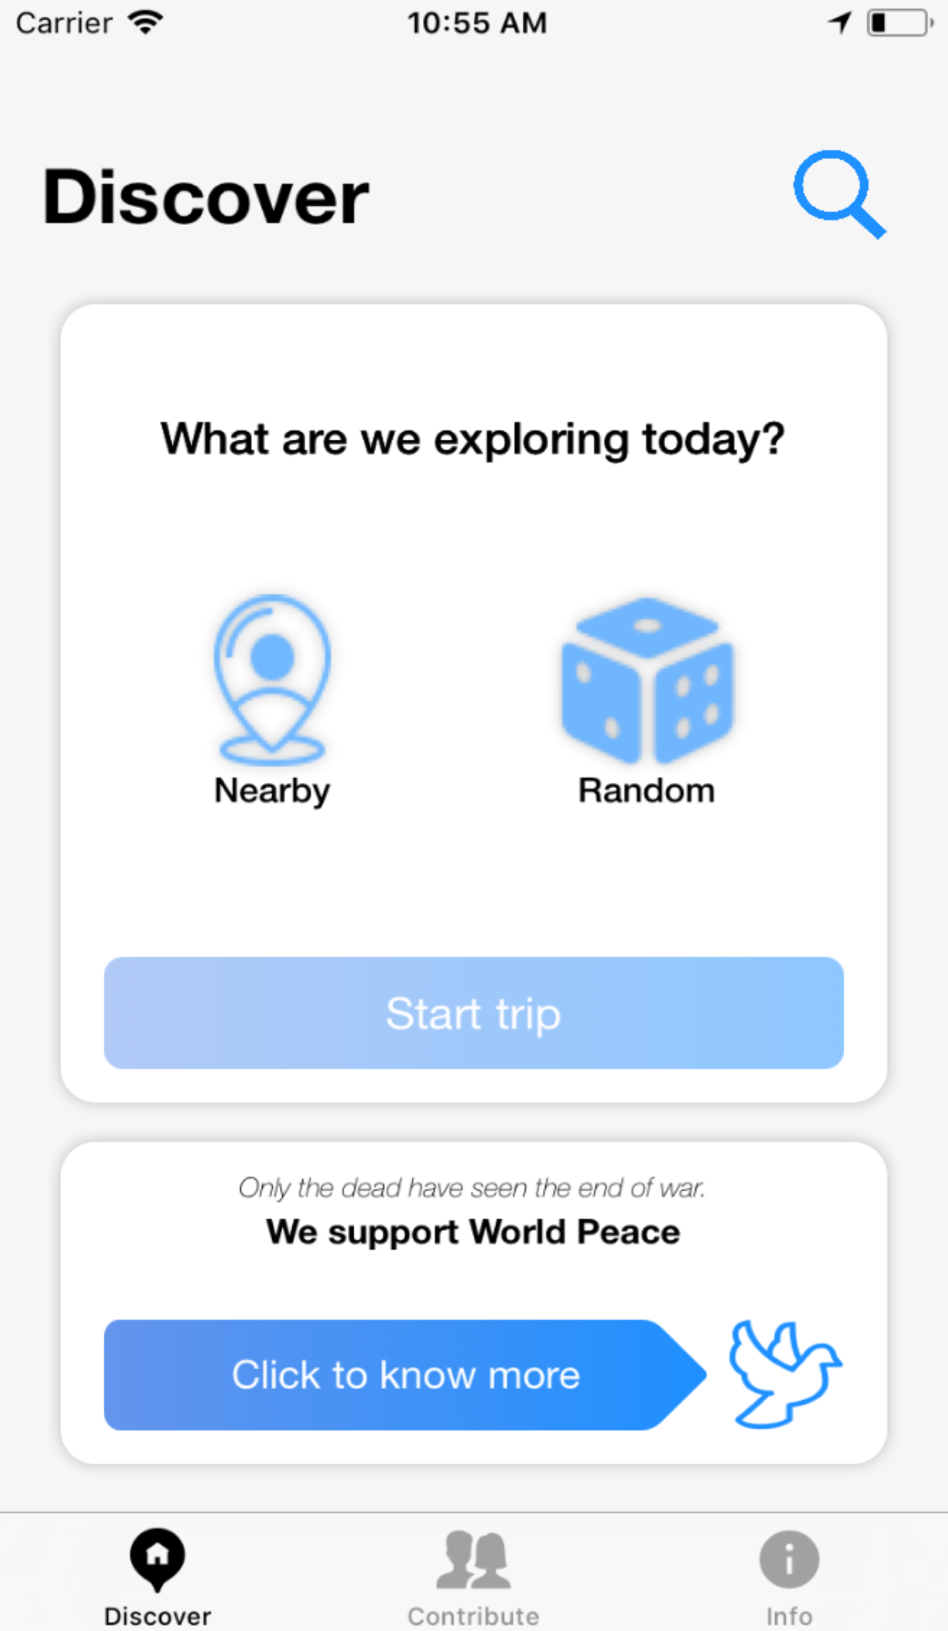 Carrier 10:55 AM
Discover
What are we exploring today?
Nearby Random
Start trip
Only the dead have seen the end of war.
We support World Peace
Click to know more
Discover Contribute Info